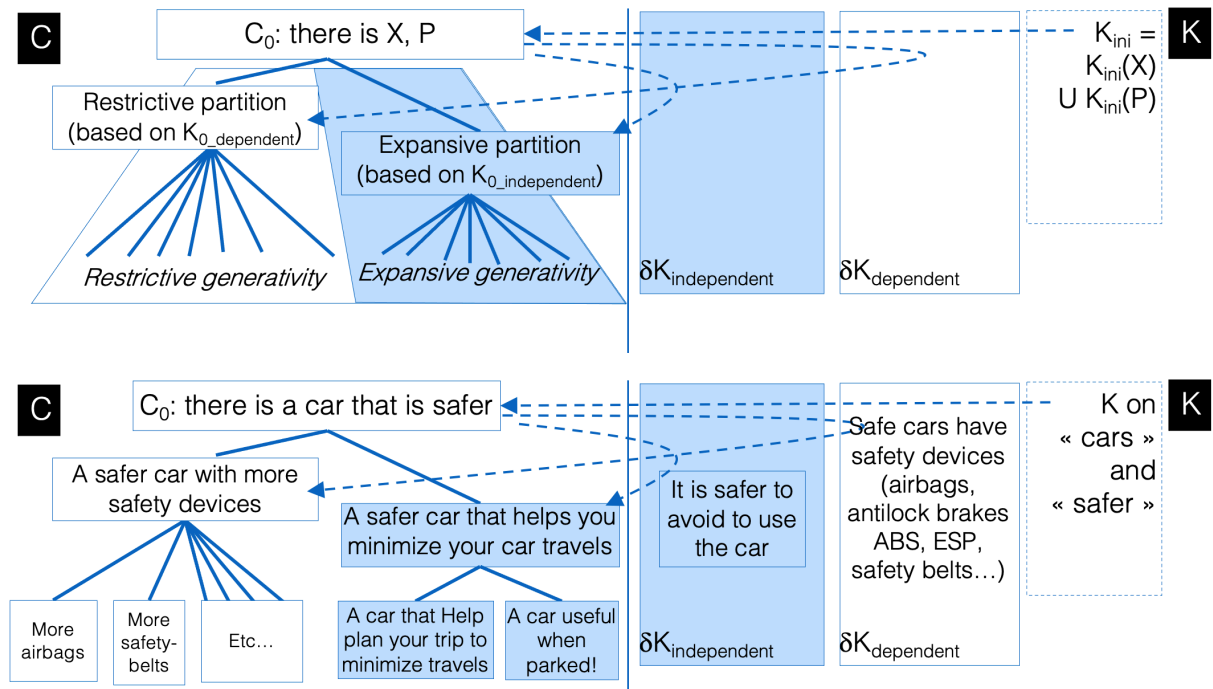 C
C₀: there is X, P
Restrictive partition
(based on K₀_dependent)
Expansive partition
(based on K₀_independent)
Restrictive generativity
Expansive generativity
δKindependent
δKdependent
Kini =
Kini(X)
U Kini(P)
K
C
C₀: there is a car that is safer
A safer car with more
safety devices
A safer car that helps you
minimize your car travels
More
airbags
More
safety-
belts
Etc…
A car that Help
plan your trip to
minimize travels
A car useful
when
parked!
It is safer to
avoid to use
the car
δKindependent
Safe cars have
safety devices
(airbags,
antilock brakes
ABS, ESP,
safety belts…)
δKdependent
K on
« cars »
and
« safer »
K